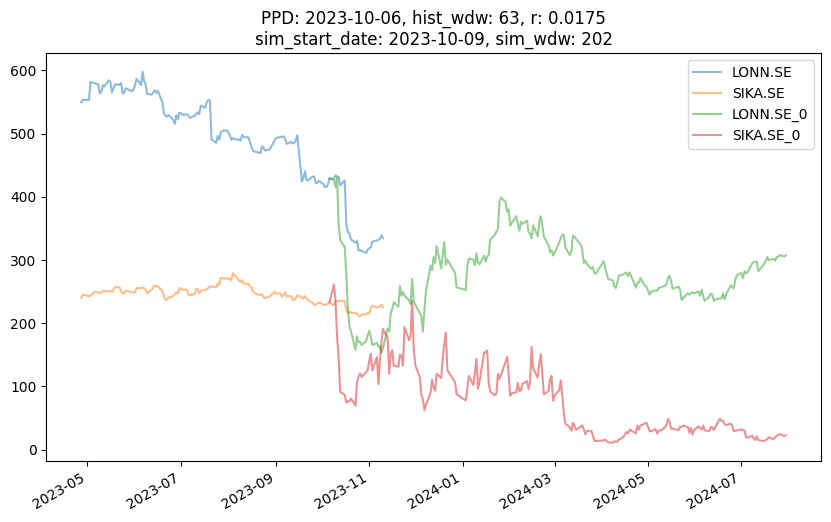 PPD: 2023-10-06, hist_wdw: 63, r: 0.0175
sim_start_date: 2023-10-09, sim_wdw: 202
LONN.SE
SIKA.SE
LONN.SE_0
SIKA.SE_0
600
500
400
300
200
100
0
2023-05
2023-07
2023-09
2023-11
2024-01
2024-03
2024-05
2024-07